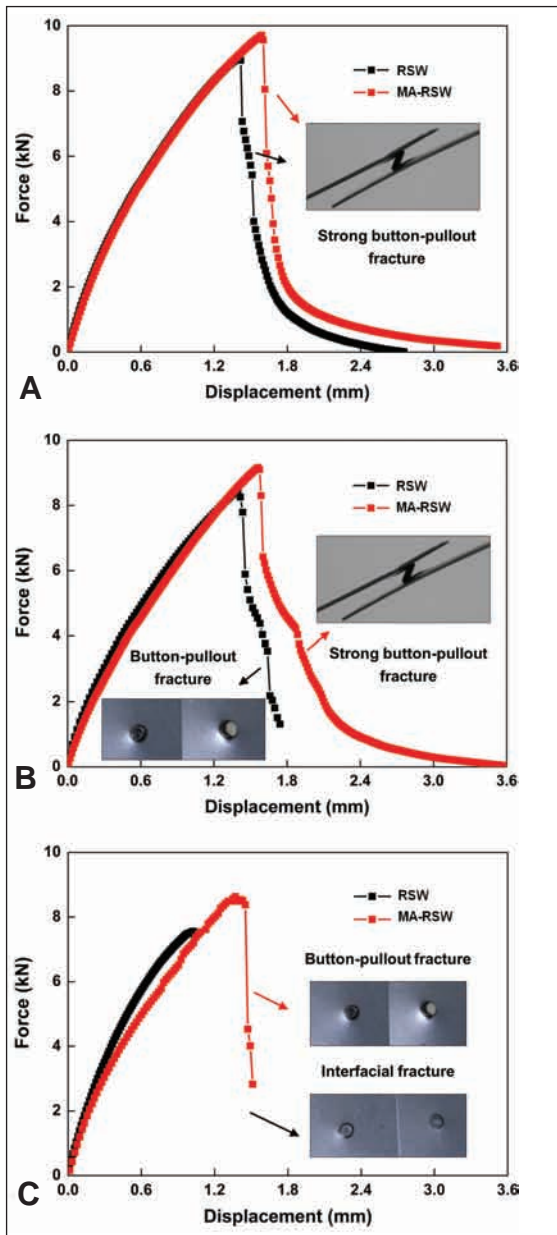 10
8
6
4
2
0
Force (kN)
RSW
MA-RSW
Strong button-pullout
fracture
0.0 0.6 1.2 1.8 2.4 3.0 3.6
Displacement (mm)
A
10
8
6
4
2
0
Force (kN)
RSW
MA-RSW
Button-pullout
fracture
Strong button-pullout
fracture
0.0 0.6 1.2 1.8 2.4 3.0 3.6
Displacement (mm)
B
10
8
6
4
2
0
Force (kN)
RSW
MA-RSW
Button-pullout fracture
Interfacial fracture
0.0 0.6 1.2 1.8 2.4 3.0 3.6
Displacement (mm)
C